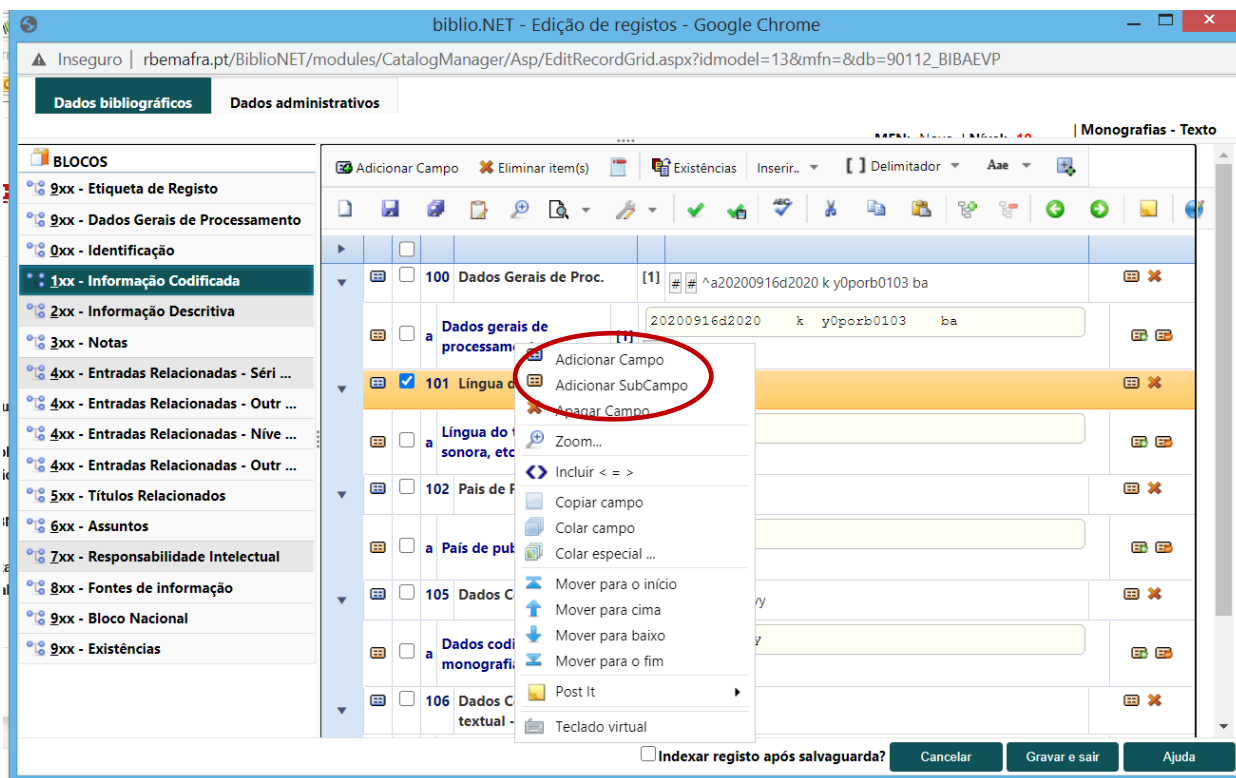 biblio.NET - Edição de registos - Google Chrome
Inseguro | rbemafra.pt/BiblioNET/modules/CatalogManager/Asp/EditRecordGrid.aspx?idmodel=13&mfn=&db=90112_BIBAEVP
Dados bibliográficos Dados administrativos
| Monografias - Texto
BLOCOS
9xx - Etiqueta de Registo
9xx - Dados Gerais de Processamento
0xx - Identificação
1xx - Informação Codificada
2xx - Informação Descritiva
3xx - Notas
4xx - Entradas Relacionadas - Séri ...
4xx - Entradas Relacionadas - Outr ...
4xx - Entradas Relacionadas - Níve ...
4xx - Entradas Relacionadas - Outr ...
5xx - Títulos Relacionados
6xx - Assuntos
7xx - Responsabilidade Intelectual
8xx - Fontes de informação
9xx - Bloco Nacional
9xx - Existências
Adicionar Campo Eliminar item(s) Existências Inserir.. [ ] Delimitador Aae
ABC
100 Dados Gerais de Proc. [1] # # ^a20200916d2020 k y0porb0103 ba
a Dados gerais de [1] 20200916d2020 k y0porb0103 ba
processam
101 Língua d
a Língua do
sonora, etc
102 Pais de
a País de pub
105 Dados C
a Dados codi
monografia
y
106 Dados C
textual -
Adicionar Campo
Adicionar SubCampo
Apagar Campo
Zoom...
Incluir < = >
Copiar campo
Colar campo
Colar especial ...
Mover para o início
Mover para cima
Mover para baixo
Mover para o fim
Post It
Teclado virtual
Indexar registo após salvaguarda? Cancelar Gravar e sair Ajuda